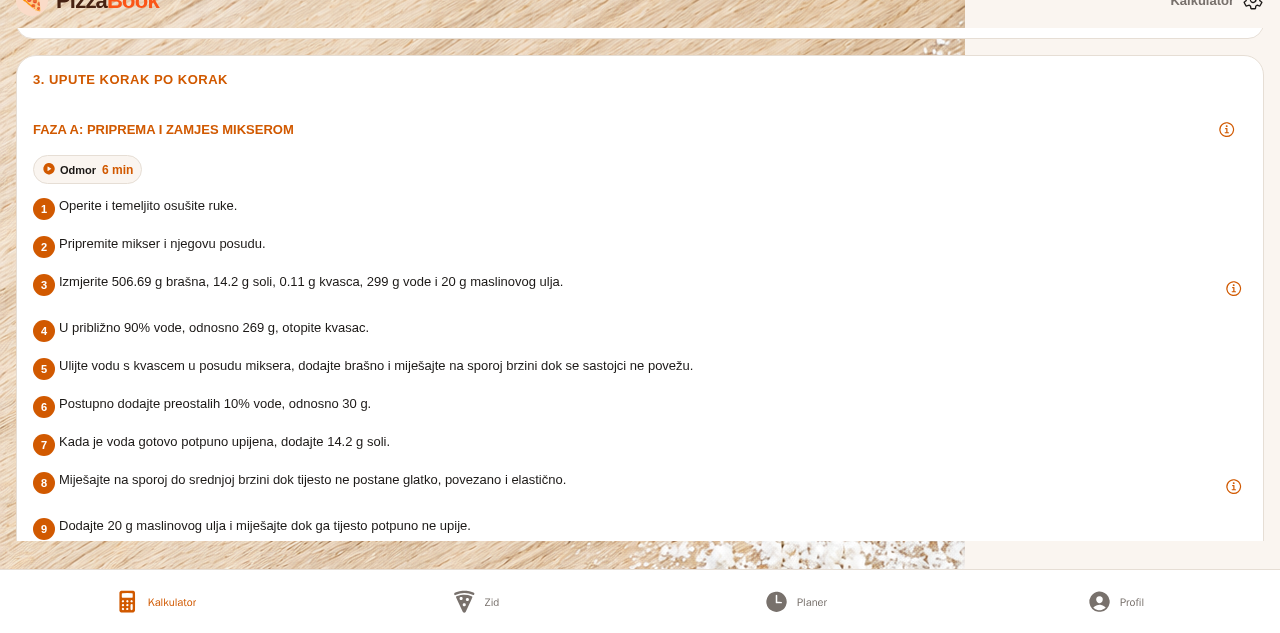 PizzaBook
Kalkulator
3. UPUTE KORAK PO KORAK
FAZA A: PRIPREMA I ZAMJES MIKSEROM
Odmor 6 min
1 Operite i temeljito osušite ruke.
2 Pripremite mikser i njegovu posudu.
3 Izmjerite 506.69 g brašna, 14.2 g soli, 0.11 g kvasca, 299 g vode i 20 g maslinovog ulja.
4 U približno 90% vode, odnosno 269 g, otopite kvasac.
5 Ulijte vodu s kvascem u posudu miksera, dodajte brašno i miješajte na sporoj brzini dok se sastojci ne povežu.
6 Postupno dodajte preostalih 10% vode, odnosno 30 g.
7 Kada je voda gotovo potpuno upijena, dodajte 14.2 g soli.
8 Miješajte na sporoj do srednjoj brzini dok tijesto ne postane glatko, povezano i elastično.
9 Dodajte 20 g maslinovog ulja i miješajte dok ga tijesto potpuno ne upije.
Kalkulator
Zid
Planer
Profil